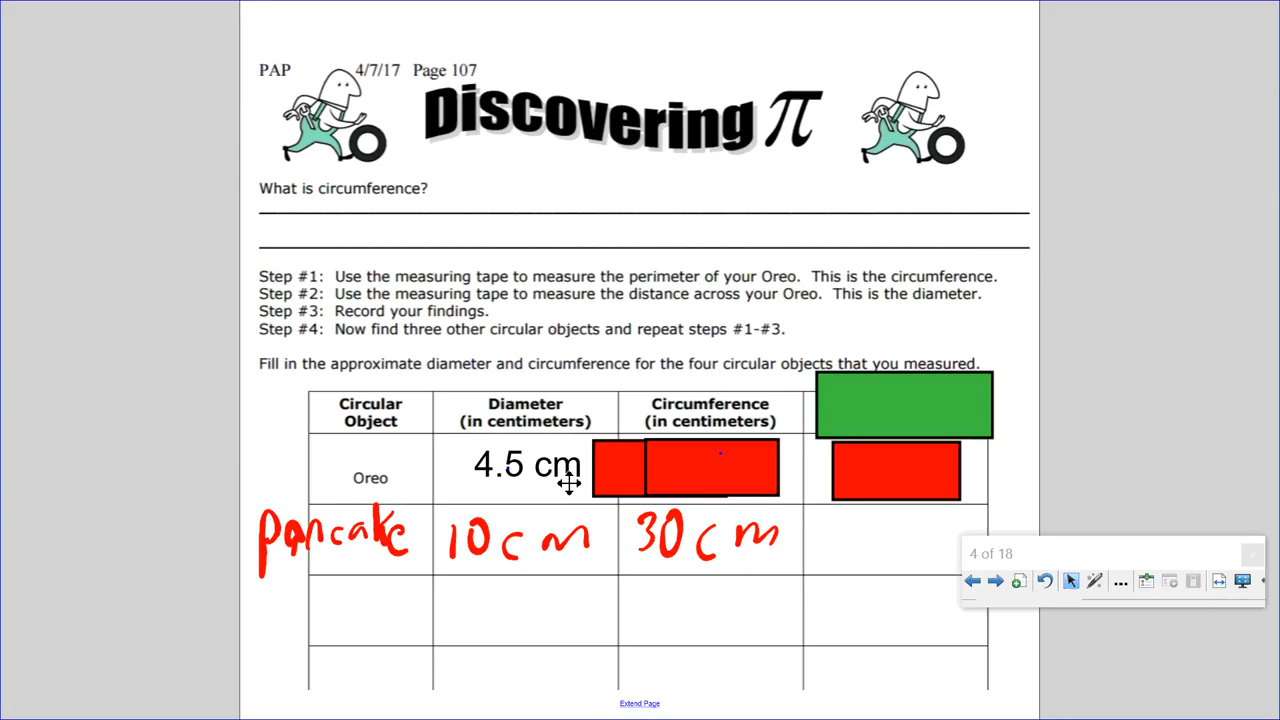 PAP 4/7/17 Page 107
Discovering π
What is circumference?
Step #1: Use the measuring tape to measure the perimeter of your Oreo. This is the circumference.
Step #2: Use the measuring tape to measure the distance across your Oreo. This is the diameter.
Step #3: Record your findings.
Step #4: Now find three other circular objects and repeat steps #1-#3.
Fill in the approximate diameter and circumference for the four circular objects that you measured.
Circular Object
Diameter (in centimeters)
Circumference (in centimeters)
Oreo 4.5 cm
pancake 10 cm 30 cm
4 of 18
Extend Page